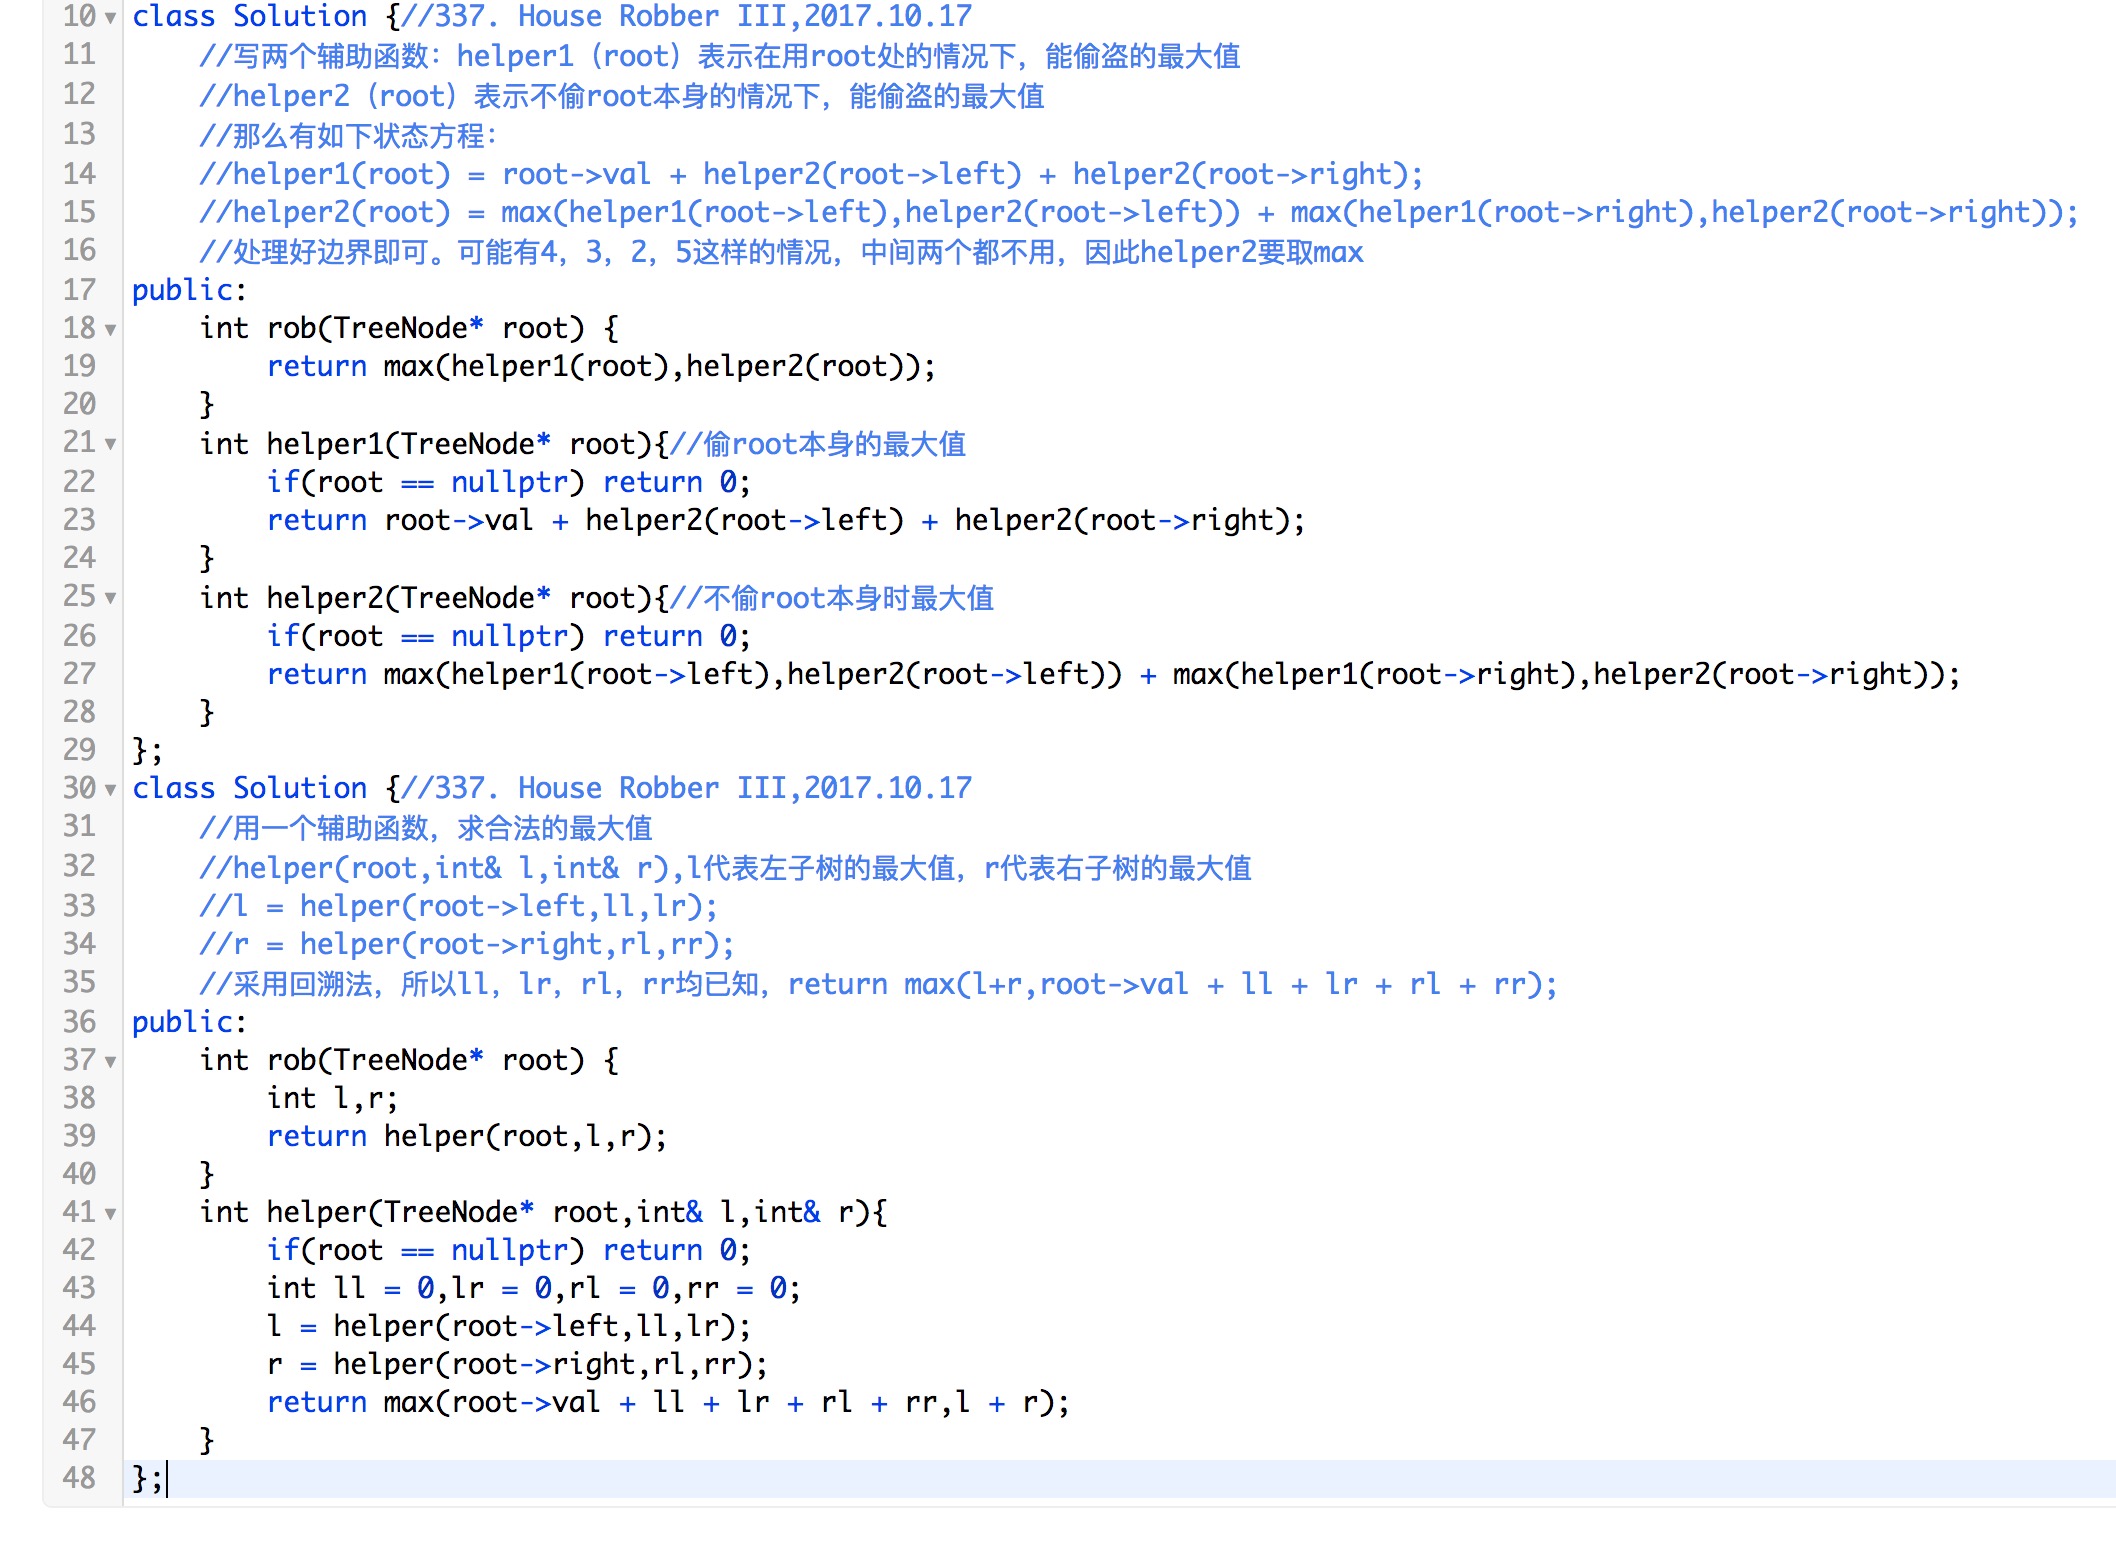 10 class Solution {//337. House Robber III,2017.10.17
11     //写两个辅助函数：helper1（root）表示在用root处的情况下，能偷盗的最大值
12     //helper2（root）表示不偷root本身的情况下，能偷盗的最大值
13     //那么有如下状态方程：
14     //helper1(root) = root->val + helper2(root->left) + helper2(root->right);
15     //helper2(root) = max(helper1(root->left),helper2(root->left)) + max(helper1(root->right),helper2(root->right));
16     //处理好边界即可。可能有4，3，2，5这样的情况，中间两个都不用，因此helper2要取max
17 public:
18     int rob(TreeNode* root) {
19         return max(helper1(root),helper2(root));
20     }
21     int helper1(TreeNode* root){//偷root本身的最大值
22         if(root == nullptr) return 0;
23         return root->val + helper2(root->left) + helper2(root->right);
24     }
25     int helper2(TreeNode* root){//不偷root本身时最大值
26         if(root == nullptr) return 0;
27         return max(helper1(root->left),helper2(root->left)) + max(helper1(root->right),helper2(root->right));
28     }
29 };
30 class Solution {//337. House Robber III,2017.10.17
31     //用一个辅助函数，求合法的最大值
32     //helper(root,int& l,int& r),l代表左子树的最大值，r代表右子树的最大值
33     //l = helper(root->left,ll,lr);
34     //r = helper(root->right,rl,rr);
35     //采用回溯法，所以ll，lr，rl，rr均已知，return max(l+r,root->val + ll + lr + rl + rr);
36 public:
37     int rob(TreeNode* root) {
38         int l,r;
39         return helper(root,l,r);
40     }
41     int helper(TreeNode* root,int& l,int& r){
42         if(root == nullptr) return 0;
43         int ll = 0,lr = 0,rl = 0,rr = 0;
44         l = helper(root->left,ll,lr);
45         r = helper(root->right,rl,rr);
46         return max(root->val + ll + lr + rl + rr,l + r);
47     }
48 };